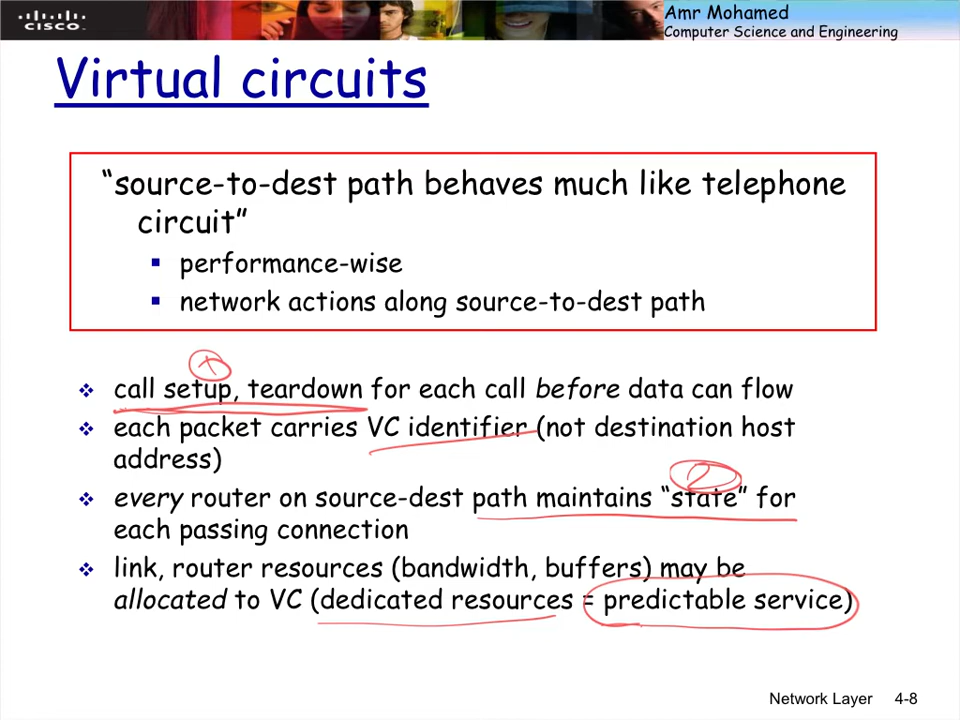 CISCO
Amr Mohamed
Computer Science and Engineering
Virtual circuits
“source-to-dest path behaves much like telephone
circuit”
▪ performance-wise
▪ network actions along source-to-dest path
1
❖ call setup, teardown for each call before data can flow
❖ each packet carries VC identifier (not destination host
address)
2
❖ every router on source-dest path maintains “state” for
each passing connection
❖ link, router resources (bandwidth, buffers) may be
allocated to VC (dedicated resources = predictable service)
Network Layer 4-8